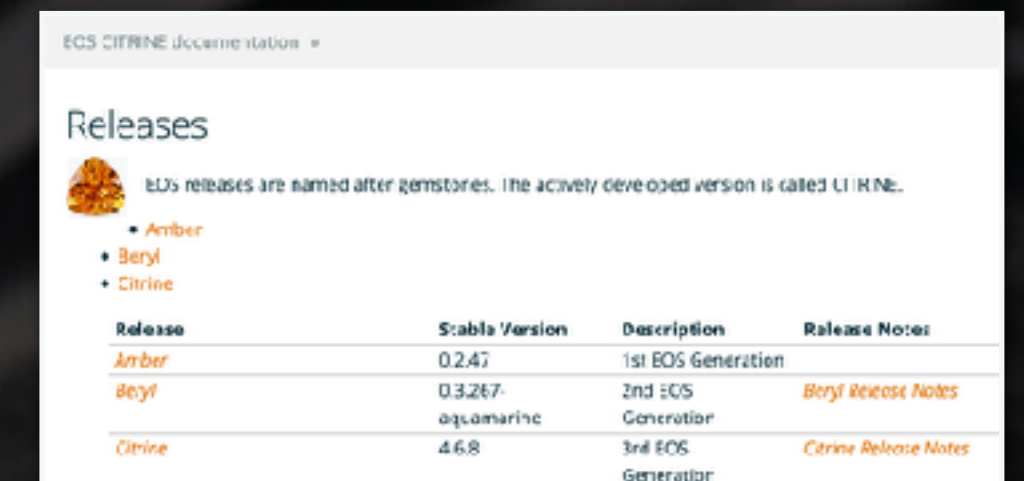 EOS CITRINE documentation »
Releases
EOS releases are named after gemstones. The actively developed version is called CITRINE.
• Amber
• Beryl
• Citrine
Release Stable Version Description Release Notes
Amber 0.2.47 1st EOS Generation
Beryl 0.3.267- 2nd EOS Beryl Release Notes
aquamarine Generation
Citrine 4.6.8 3rd EOS Citrine Release Notes
Generation